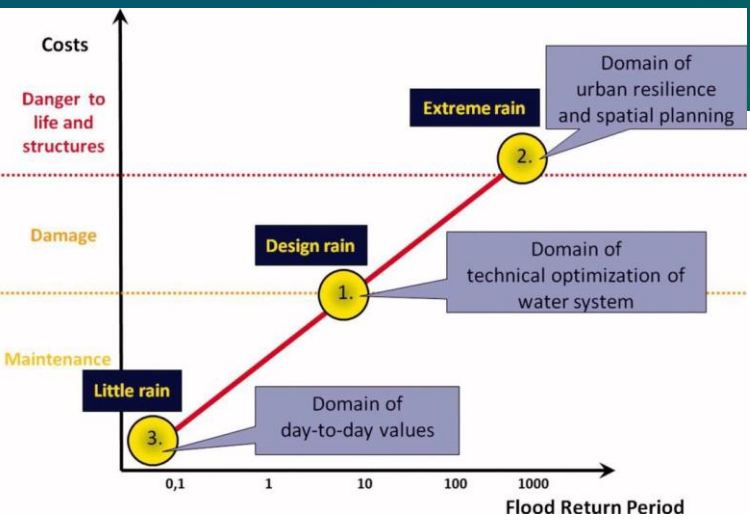 Costs
Danger to
life and
structures
Extreme rain
Domain of
urban resilience
and spatial planning
2.
Damage
Design rain
Domain of
technical optimization of
water system
1.
Maintenance
Little rain
Domain of
day-to-day values
3.
0,1 1 10 100 1000
Flood Return Period